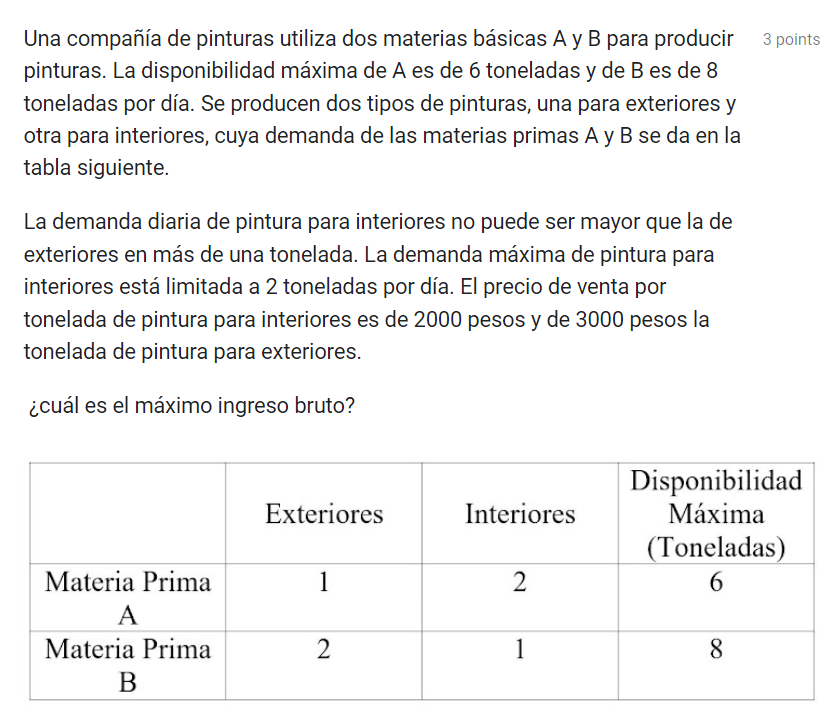 Una compañía de pinturas utiliza dos materias básicas A y B para producir
3 points
pinturas. La disponibilidad máxima de A es de 6 toneladas y de B es de 8
toneladas por día. Se producen dos tipos de pinturas, una para exteriores y
otra para interiores, cuya demanda de las materias primas A y B se da en la
tabla siguiente.
La demanda diaria de pintura para interiores no puede ser mayor que la de
exteriores en más de una tonelada. La demanda máxima de pintura para
interiores está limitada a 2 toneladas por día. El precio de venta por
tonelada de pintura para interiores es de 2000 pesos y de 3000 pesos la
tonelada de pintura para exteriores.
¿cuál es el máximo ingreso bruto?
Exteriores
Interiores
Disponibilidad
Máxima
(Toneladas)
Materia Prima
A
1
2
6
Materia Prima
B
2
1
8